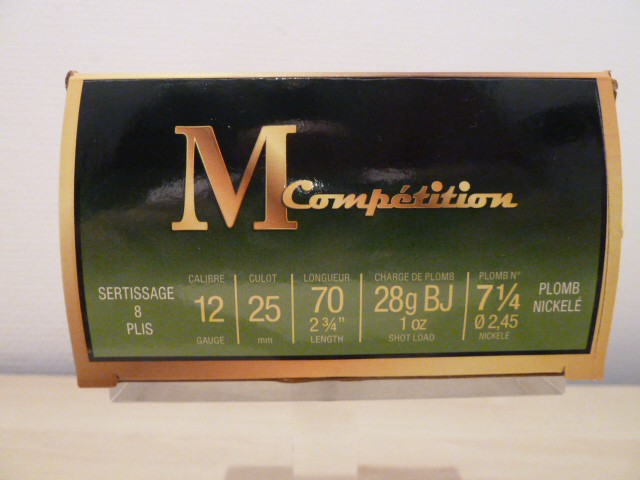 M Compétition
SERTISSAGE
8
PLIS
CALIBRE
12
GAUGE
CULOT
25
mm
LONGUEUR
70
2 ¾"
LENGTH
CHARGE DE PLOMB
28g BJ
1 oz
SHOT LOAD
PLOMB N°
7¼
Ø 2,45
NICKELÉ
PLOMB
NICKELÉ